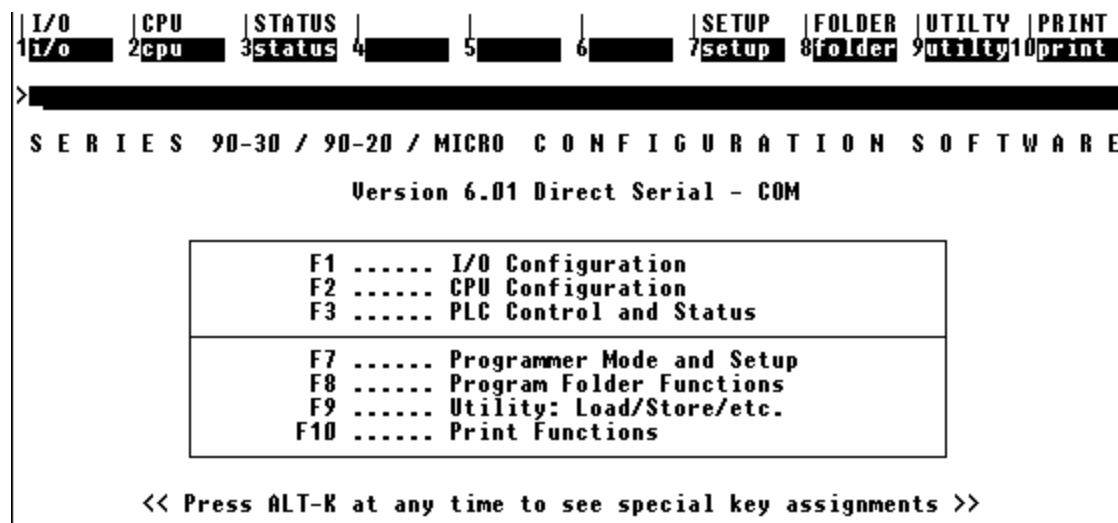 |I/O |CPU |STATUS | | | |SETUP |FOLDER |UTILTY |PRINT
1i/o 2cpu 3status 4 5 6 7setup 8folder 9utilty10print
>
S E R I E S 90-30 / 90-20 / MICRO C O N F I G U R A T I O N S O F T W A R E
Version 6.01 Direct Serial - COM
F1 ...... I/O Configuration
F2 ...... CPU Configuration
F3 ...... PLC Control and Status
F7 ...... Programmer Mode and Setup
F8 ...... Program Folder Functions
F9 ...... Utility: Load/Store/etc.
F10 ...... Print Functions
<< Press ALT-K at any time to see special key assignments >>